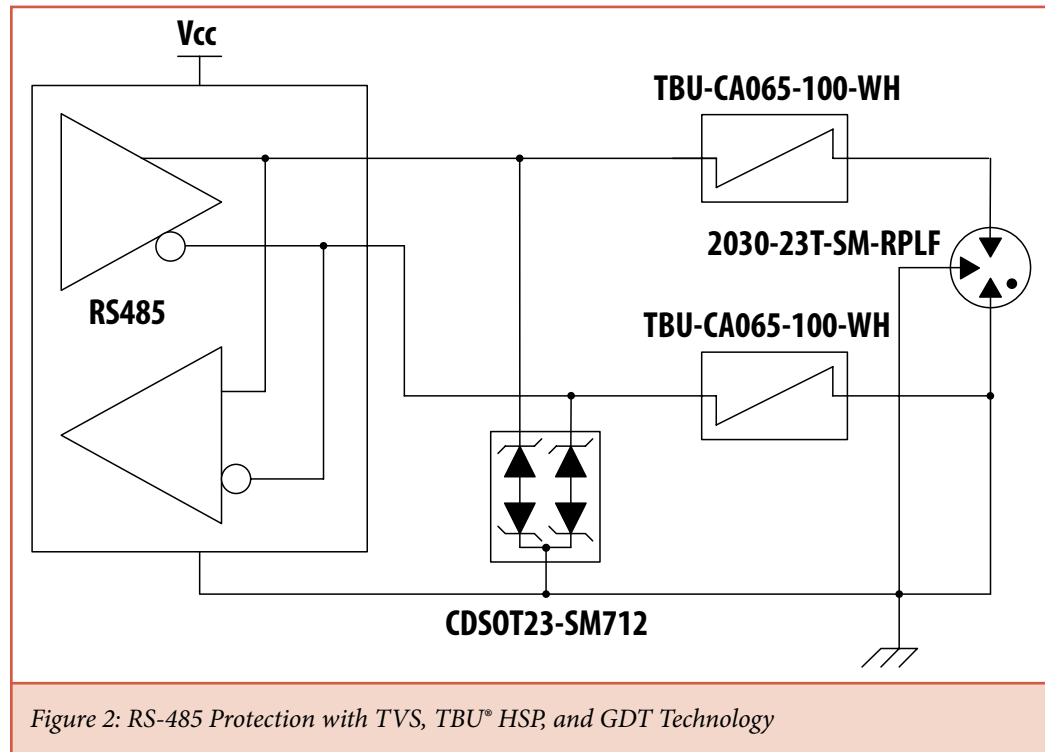 Vcc
TBU-CA065-100-WH
2030-23T-SM-RPLF
RS485
TBU-CA065-100-WH
CDSOT23-SM712
Figure 2: RS-485 Protection with TVS, TBU® HSP, and GDT Technology